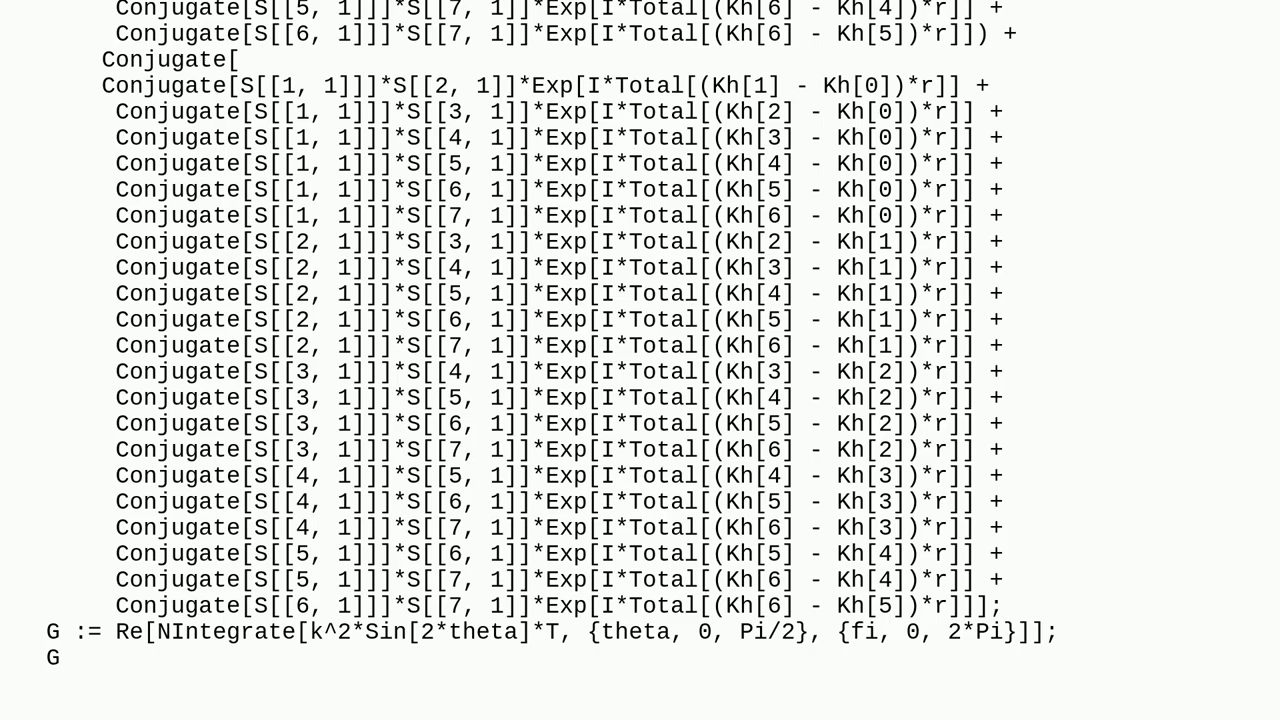 Conjugate[S[[5, 1]]]*S[[7, 1]]*Exp[I*Total[(Kh[6] - Kh[4])*r]] +
Conjugate[S[[6, 1]]]*S[[7, 1]]*Exp[I*Total[(Kh[6] - Kh[5])*r]]) +
Conjugate[
Conjugate[S[[1, 1]]]*S[[2, 1]]*Exp[I*Total[(Kh[1] - Kh[0])*r]] +
Conjugate[S[[1, 1]]]*S[[3, 1]]*Exp[I*Total[(Kh[2] - Kh[0])*r]] +
Conjugate[S[[1, 1]]]*S[[4, 1]]*Exp[I*Total[(Kh[3] - Kh[0])*r]] +
Conjugate[S[[1, 1]]]*S[[5, 1]]*Exp[I*Total[(Kh[4] - Kh[0])*r]] +
Conjugate[S[[1, 1]]]*S[[6, 1]]*Exp[I*Total[(Kh[5] - Kh[0])*r]] +
Conjugate[S[[1, 1]]]*S[[7, 1]]*Exp[I*Total[(Kh[6] - Kh[0])*r]] +
Conjugate[S[[2, 1]]]*S[[3, 1]]*Exp[I*Total[(Kh[2] - Kh[1])*r]] +
Conjugate[S[[2, 1]]]*S[[4, 1]]*Exp[I*Total[(Kh[3] - Kh[1])*r]] +
Conjugate[S[[2, 1]]]*S[[5, 1]]*Exp[I*Total[(Kh[4] - Kh[1])*r]] +
Conjugate[S[[2, 1]]]*S[[6, 1]]*Exp[I*Total[(Kh[5] - Kh[1])*r]] +
Conjugate[S[[2, 1]]]*S[[7, 1]]*Exp[I*Total[(Kh[6] - Kh[1])*r]] +
Conjugate[S[[3, 1]]]*S[[4, 1]]*Exp[I*Total[(Kh[3] - Kh[2])*r]] +
Conjugate[S[[3, 1]]]*S[[5, 1]]*Exp[I*Total[(Kh[4] - Kh[2])*r]] +
Conjugate[S[[3, 1]]]*S[[6, 1]]*Exp[I*Total[(Kh[5] - Kh[2])*r]] +
Conjugate[S[[3, 1]]]*S[[7, 1]]*Exp[I*Total[(Kh[6] - Kh[2])*r]] +
Conjugate[S[[4, 1]]]*S[[5, 1]]*Exp[I*Total[(Kh[4] - Kh[3])*r]] +
Conjugate[S[[4, 1]]]*S[[6, 1]]*Exp[I*Total[(Kh[5] - Kh[3])*r]] +
Conjugate[S[[4, 1]]]*S[[7, 1]]*Exp[I*Total[(Kh[6] - Kh[3])*r]] +
Conjugate[S[[5, 1]]]*S[[6, 1]]*Exp[I*Total[(Kh[5] - Kh[4])*r]] +
Conjugate[S[[5, 1]]]*S[[7, 1]]*Exp[I*Total[(Kh[6] - Kh[4])*r]] +
Conjugate[S[[6, 1]]]*S[[7, 1]]*Exp[I*Total[(Kh[6] - Kh[5])*r]]];
G := Re[NIntegrate[k^2*Sin[2*theta]*T, {theta, 0, Pi/2}, {fi, 0, 2*Pi}]];
G